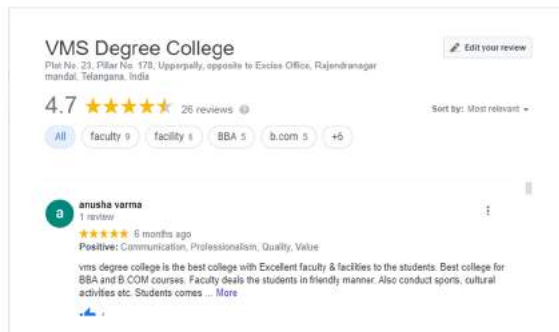 VMS Degree College
Edit your review
Plot No. 23, Pillar No. 178, Upperpally, opposite to Excise Office, Rajendranagar
mandal, Telangana, India
4.7 26 reviews
Sort by: Most relevant
All faculty 9 facility 6 BBA 5 b.com 5 +6
a
anusha varma
1 review
6 months ago
Positive: Communication, Professionalism, Quality, Value
vms degree college is the best college with Excellent faculty & facilities to the students. Best college for
BBA and B.COM courses. Faculty deals the students in friendly manner. Also conduct sports, cultural
activities etc. Students comes ... More